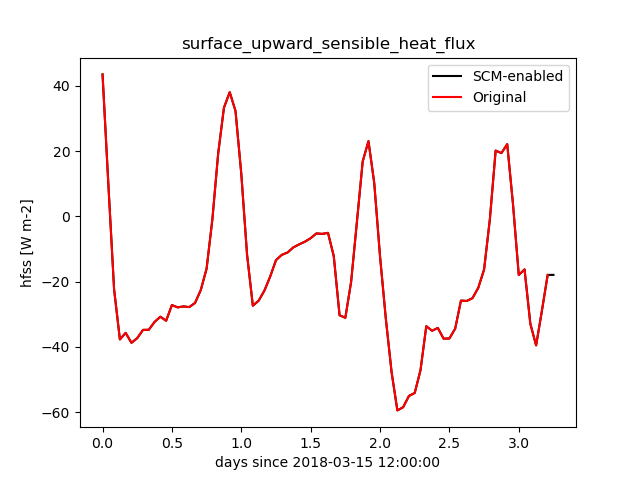 surface_upward_sensible_heat_flux
SCM-enabled
Original
hfss [W m-2]
40
20
0
−20
−40
−60
0.0 0.5 1.0 1.5 2.0 2.5 3.0
days since 2018-03-15 12:00:00